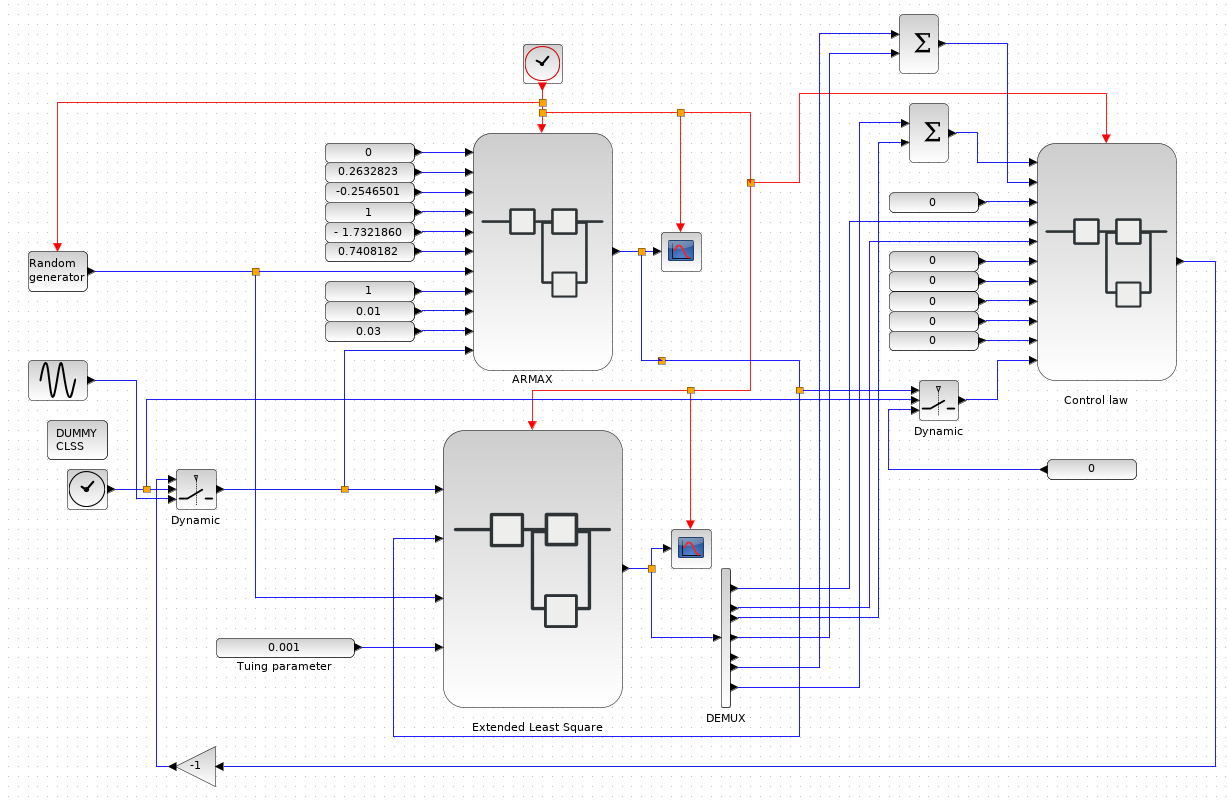 Σ
Σ
0
0.2632823
-0.2546501
1
- 1.7321860
0.7408182
Random
generator
1
0.01
0.03
ARMAX
0
0
0
0
0
0
Control law
Dynamic
0
DUMMY
CLSS
Dynamic
0.001
Tuing parameter
Extended Least Square
DEMUX
-1